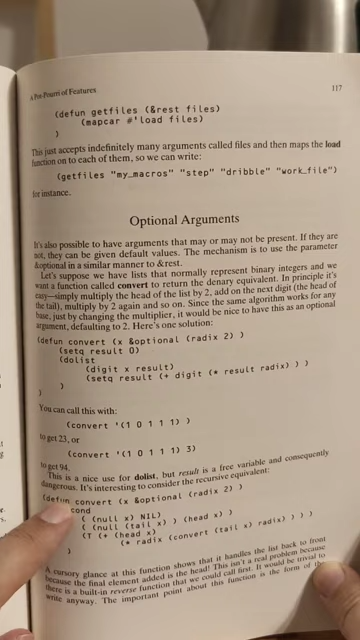 A Pot-Pourri of Features 117
(defun getfiles (&rest files)
(mapcar #'load files)
)
This just accepts indefinitely many arguments called files and then maps the load
function on to each of them, so we can write:
(getfiles "my_macros" "step" "dribble" "work_file")
for instance.
Optional Arguments
It's also possible to have arguments that may or may not be present. If they are
not, they can be given default values. The mechanism is to use the parameter
&optional in a similar manner to &rest.
Let's suppose we have lists that normally represent binary integers and we
want a function called convert to return the denary equivalent. In principle it's
easy—simply multiply the head of the list by 2, add on the next digit (the head of
the tail), multiply by 2 again and so on. Since the same algorithm works for any
base, just by changing the multiplier, it would be nice to have this as an optional
argument, defaulting to 2. Here's one solution:
(defun convert (x &optional (radix 2) )
(setq result 0)
(dolist
(digit x result)
(setq result (+ digit (* result radix) ) )
)
)
You can call this with:
(convert '(1 0 1 1 1) )
to get 23, or
(convert '(1 0 1 1 1) 3)
to get 94.
This is a nice use for dolist, but result is a free variable and consequently
dangerous. It's interesting to consider the recursive equivalent:
(defun convert (x &optional (radix 2) )
cond
( (null x) NIL)
( (null (tail x) ) (head x) )
(T (+ (head x)
(* radix (convert (tail x) radix) ) ) )
)
A cursory glance at this function shows that it handles the list back to front
because the final element added is the head! This isn't a real problem because
there is a built-in reverse function that we could call first. It would be trivial to
write anyway. The important point about this function is the form of